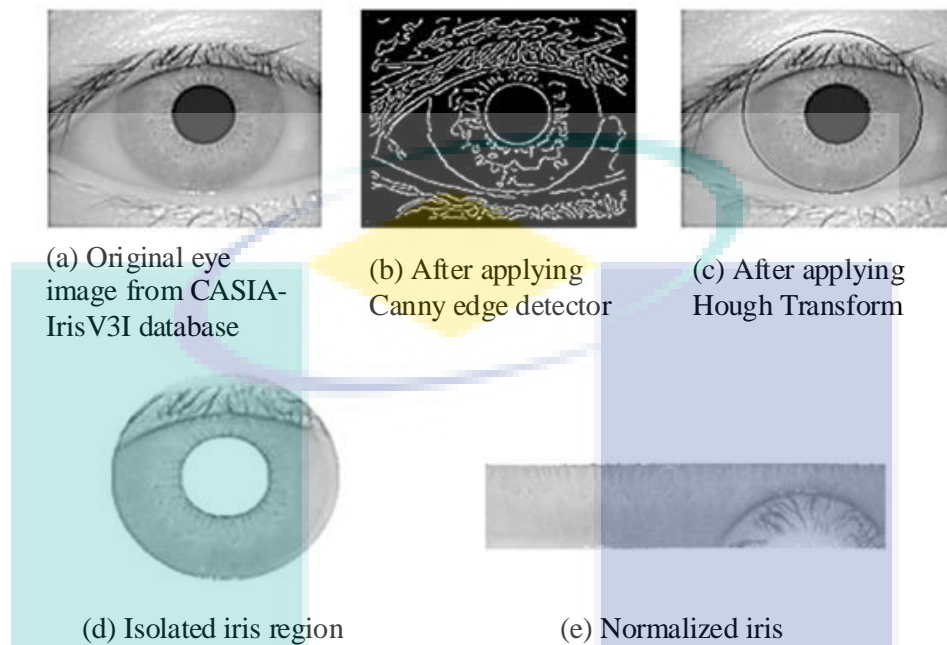 (a) Original eye
image from CASIA-
IrisV3I database
(b) After applying
Canny edge detector
(c) After applying
Hough Transform
(d) Isolated iris region
(e) Normalized iris